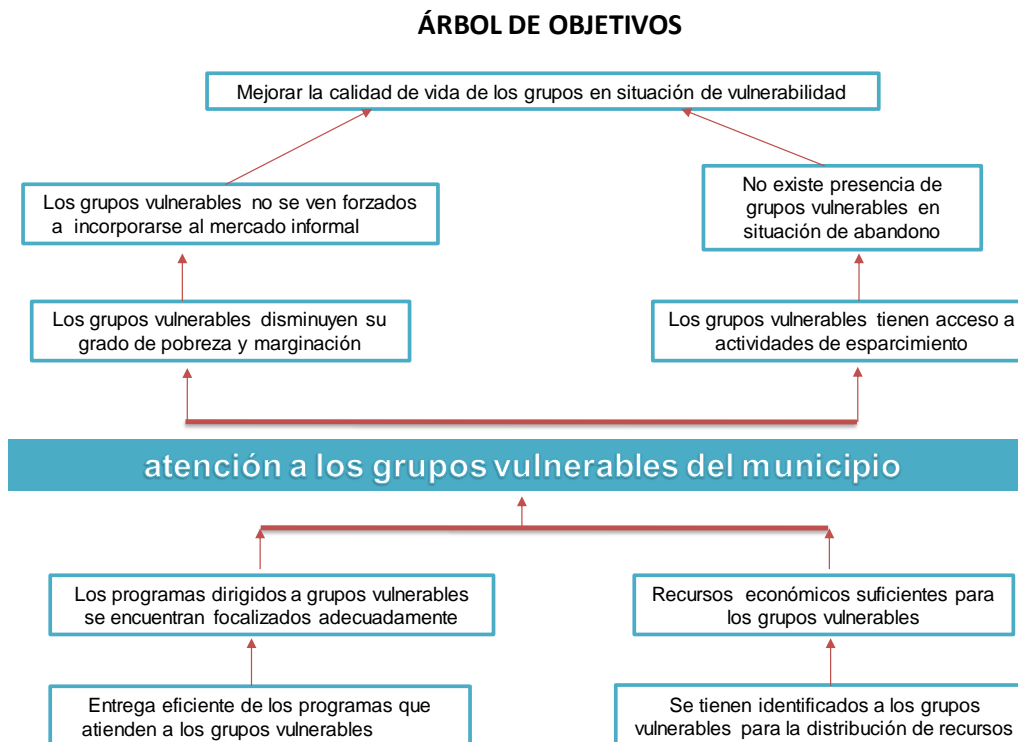 ÁRBOL DE OBJETIVOS
Mejorar la calidad de vida de los grupos en situación de vulnerabilidad
Los grupos vulnerables no se ven forzados
a incorporarse al mercado informal
No existe presencia de
grupos vulnerables en
situación de abandono
Los grupos vulnerables disminuyen su
grado de pobreza y marginación
Los grupos vulnerables tienen acceso a
actividades de esparcimiento
atención a los grupos vulnerables del municipio
Los programas dirigidos a grupos vulnerables
se encuentran focalizados adecuadamente
Recursos económicos suficientes para
los grupos vulnerables
Entrega eficiente de los programas que
atienden a los grupos vulnerables
Se tienen identificados a los grupos
vulnerables para la distribución de recursos